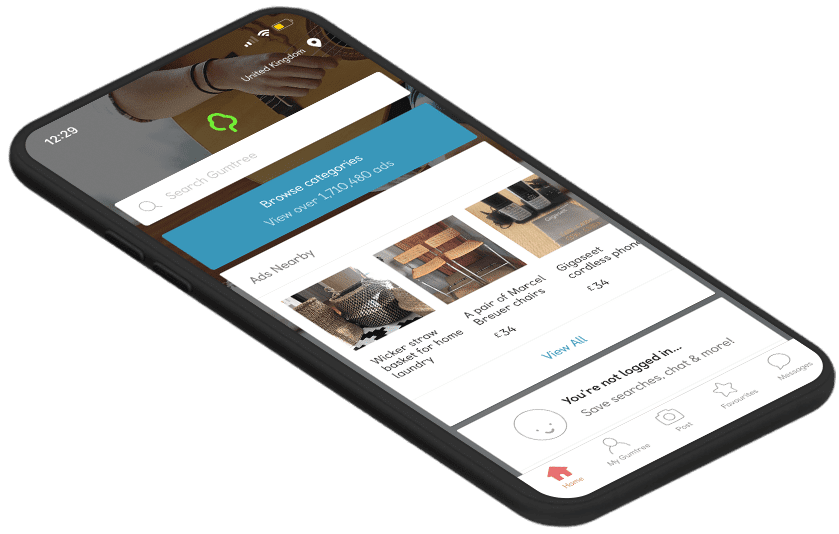 12:29
United Kingdom
Search Gumtree
Browse categories
View over 1,710,480 ads
Ads Nearby
Wicker straw
basket for home
laundry
A pair of Marcel
Breuer chairs
£34
Gigaseet
cordless phone
£34
View All
You're not logged in...
Save searches, chat & more!
Home
My Gumtree
Post
Favourites
Messages